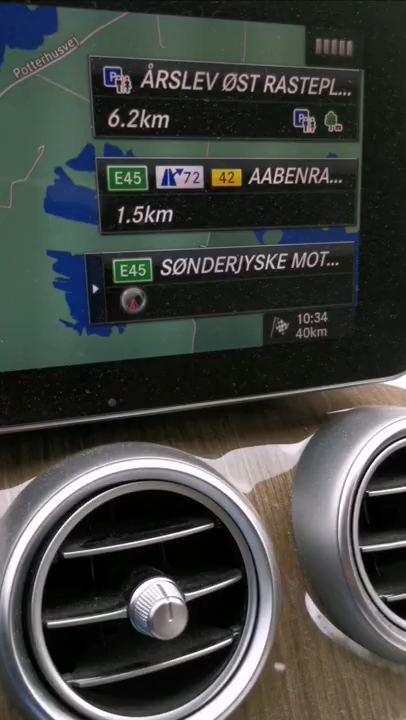 Potterhusvej
P ÅRSLEV ØST RASTEPL...
6.2km P
E45 72 42 AABENRA...
1.5km
E45 SØNDERJYSKE MOT...
10:34
40km